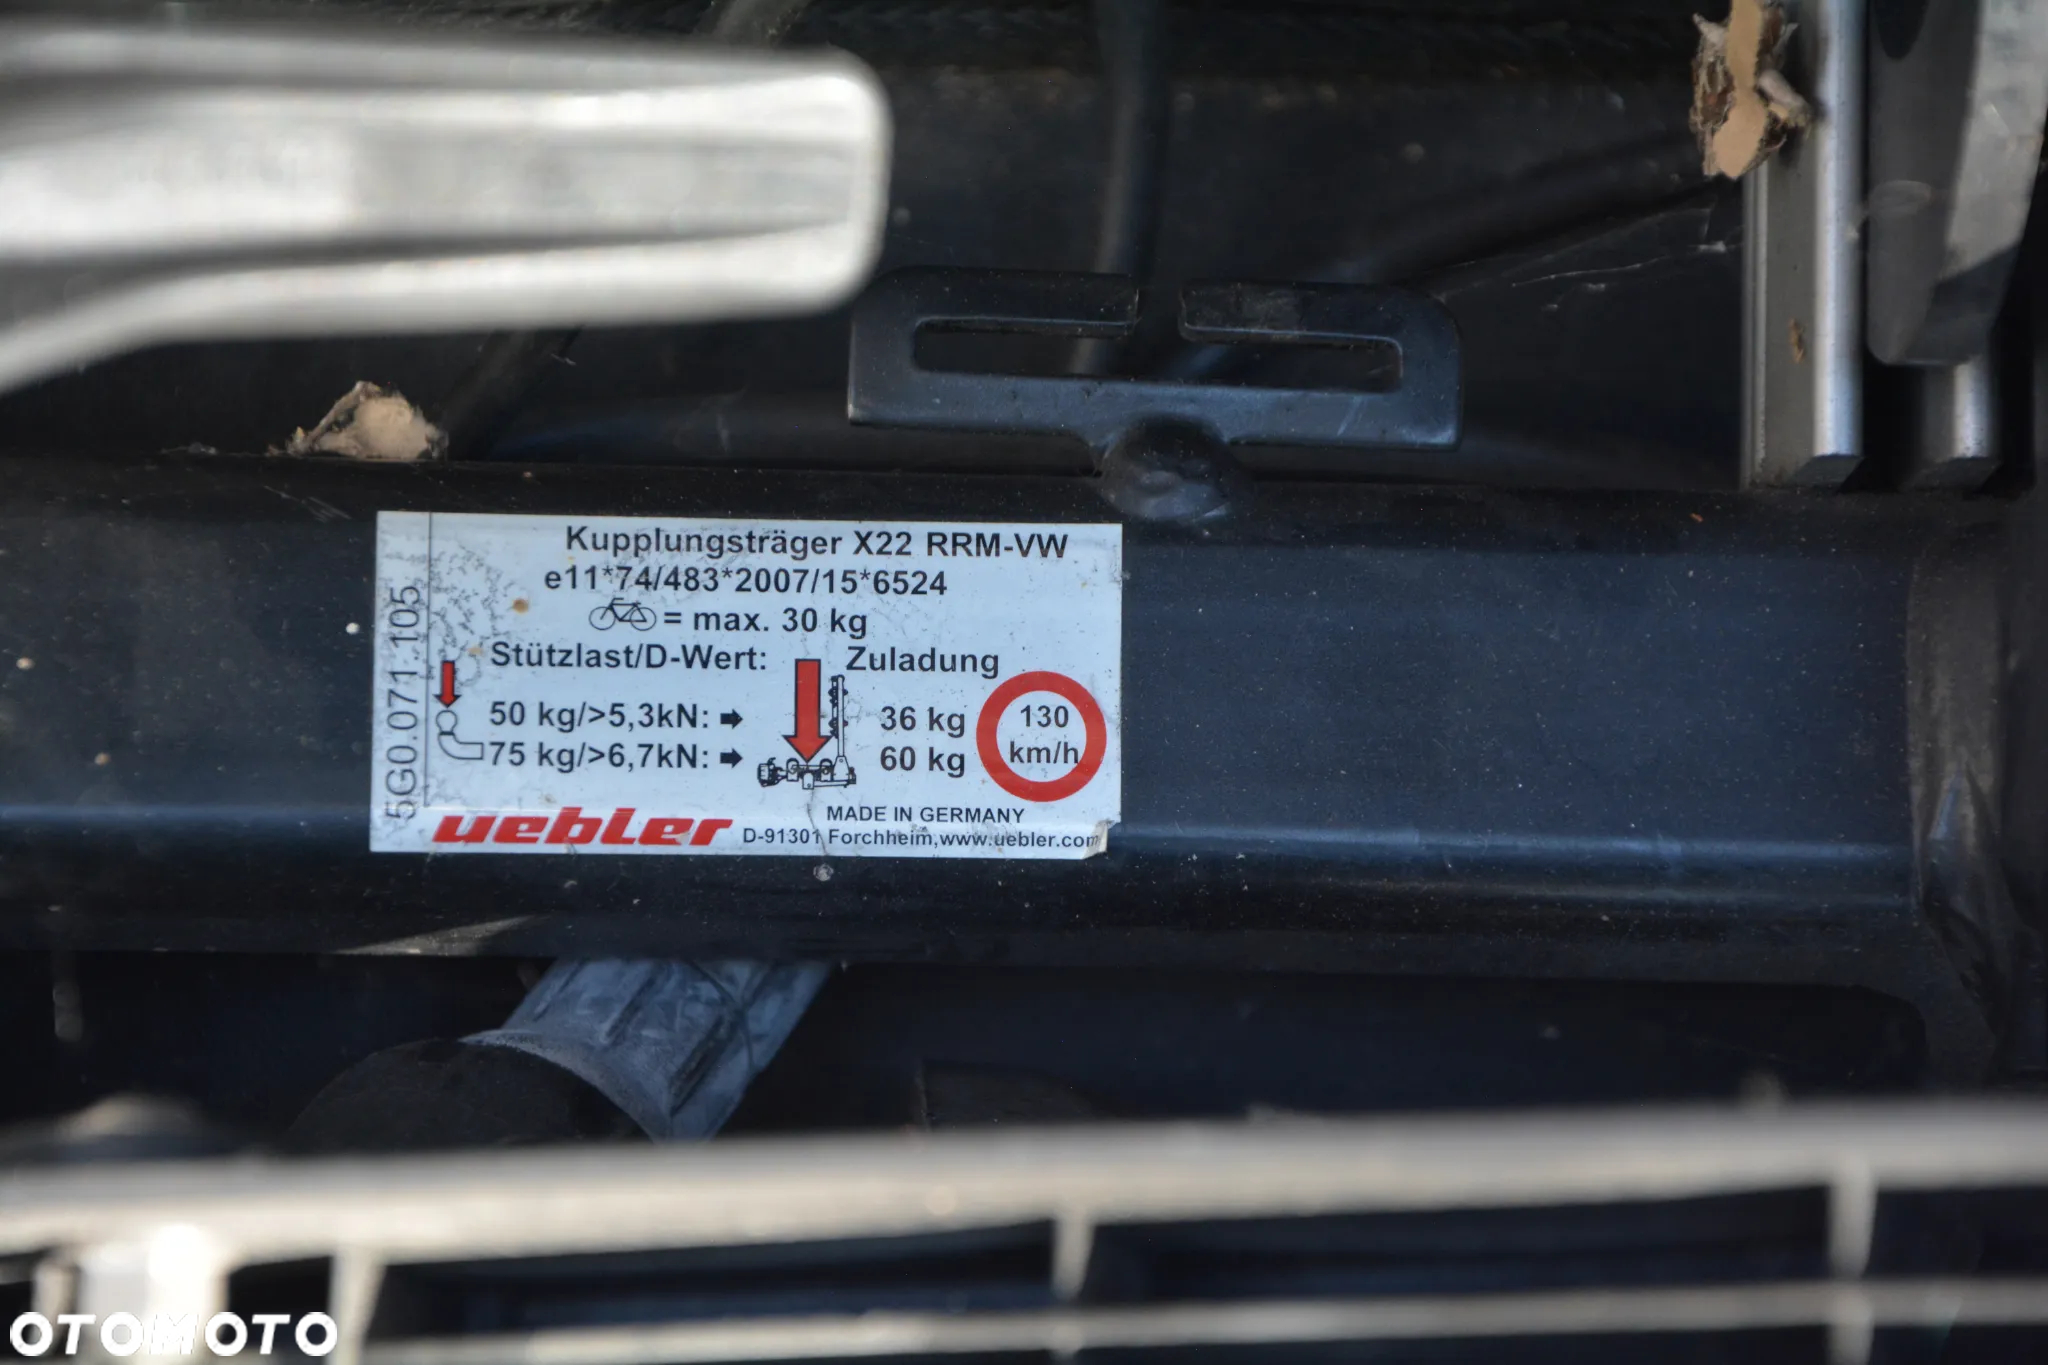 Kupplungsträger X22 RRM-VW
e11*74/483*2007/15*6524
= max. 30 kg
Stützlast/D-Wert: Zuladung
50 kg/>5,3kN: 36 kg
75 kg/>6,7kN: 60 kg
130
km/h
5G0.071.105
uebler
MADE IN GERMANY
D-91301 Forchheim,www.uebler.com
OTOMOTO